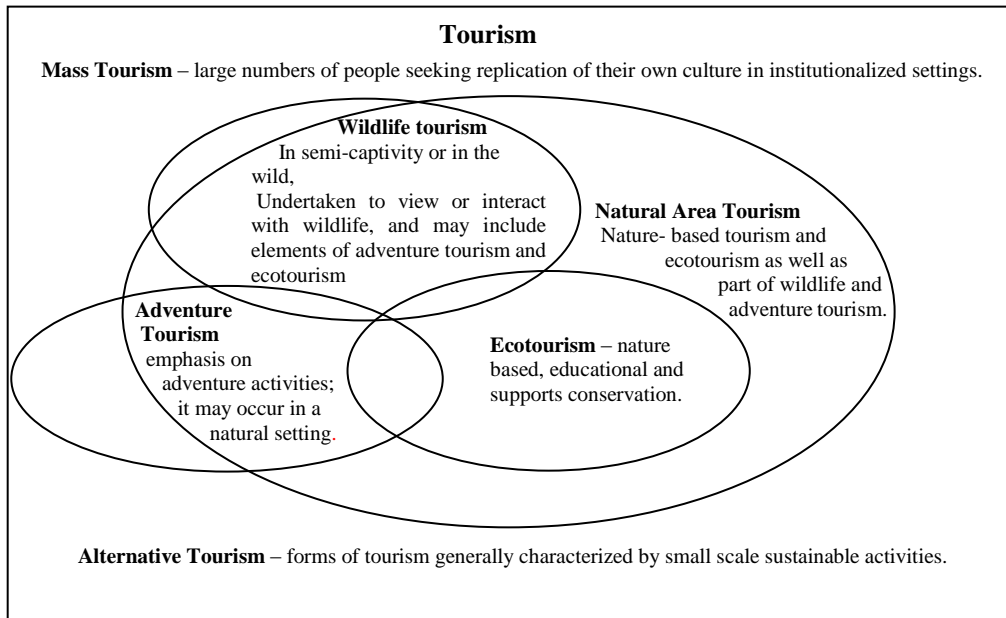 Tourism
Mass Tourism – large numbers of people seeking replication of their own culture in institutionalized settings.
Wildlife tourism
In semi-captivity or in the
wild,
Undertaken to view or interact
with wildlife, and may include
elements of adventure tourism and
ecotourism
Natural Area Tourism
Nature- based tourism and
ecotourism as well as
part of wildlife and
adventure tourism.
Adventure
Tourism
emphasis on
adventure activities;
it may occur in a
natural setting.
Ecotourism – nature
based, educational and
supports conservation.
Alternative Tourism – forms of tourism generally characterized by small scale sustainable activities.